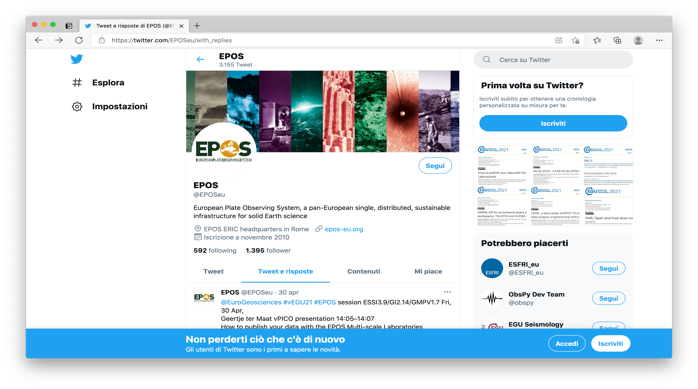 Tweet e risposte di EPOS (@E
https://twitter.com/EPOSeu/with_replies
EPOS
3.155 Tweet
Cerca su Twitter
Esplora
Impostazioni
Prima volta su Twitter?
Iscriviti subito per ottenere una cronologia
personalizzata su misura per te.
Iscriviti
EPOS
EUROPEAN PLATE OBSERVING SYSTEM
Segui
EPOS
@EPOSeu
European Plate Observing System, a pan-European single, distributed, sustainable
infrastructure for solid Earth science
EPOS ERIC headquarters in Rome epos-eu.org
Iscrizione a novembre 2010
592 following 1.395 follower
Tweet Tweet e risposte Contenuti Mi piace
EPOS @EPOSeu · 30 apr
@EuroGeosciences #vEGU21 #EPOS session ESSI3.9/Gi2.14/GMPV1.7 Fri,
30 Apr,
Geertje ter Maat vPICO presentation 14:05–14:07
How to publish your data with the EPOS Multi-scale Laboratories
Potrebbero piacerti
ESFRI
ESFRI_eu
@ESFRI_eu
Segui
ObsPy Dev Team
@obspy
Segui
EGU Seismology
Segui
Non perderti ciò che c'è di nuovo
Gli utenti di Twitter sono i primi a sapere le novità.
Accedi
Iscriviti